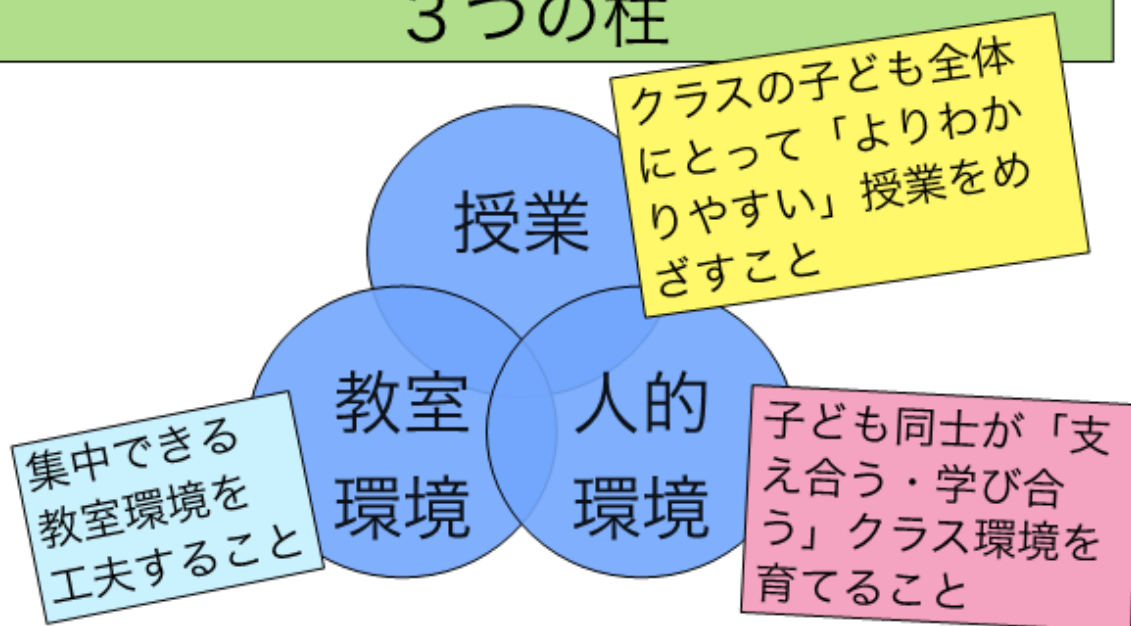 ３つの柱
クラスの子ども全体
にとって「よりわか
りやすい」授業をめ
ざすこと
授業
教室
環境
人的
環境
集中できる
教室環境を
工夫すること
子ども同士が「支
え合う・学び合
う」クラス環境を
育てること